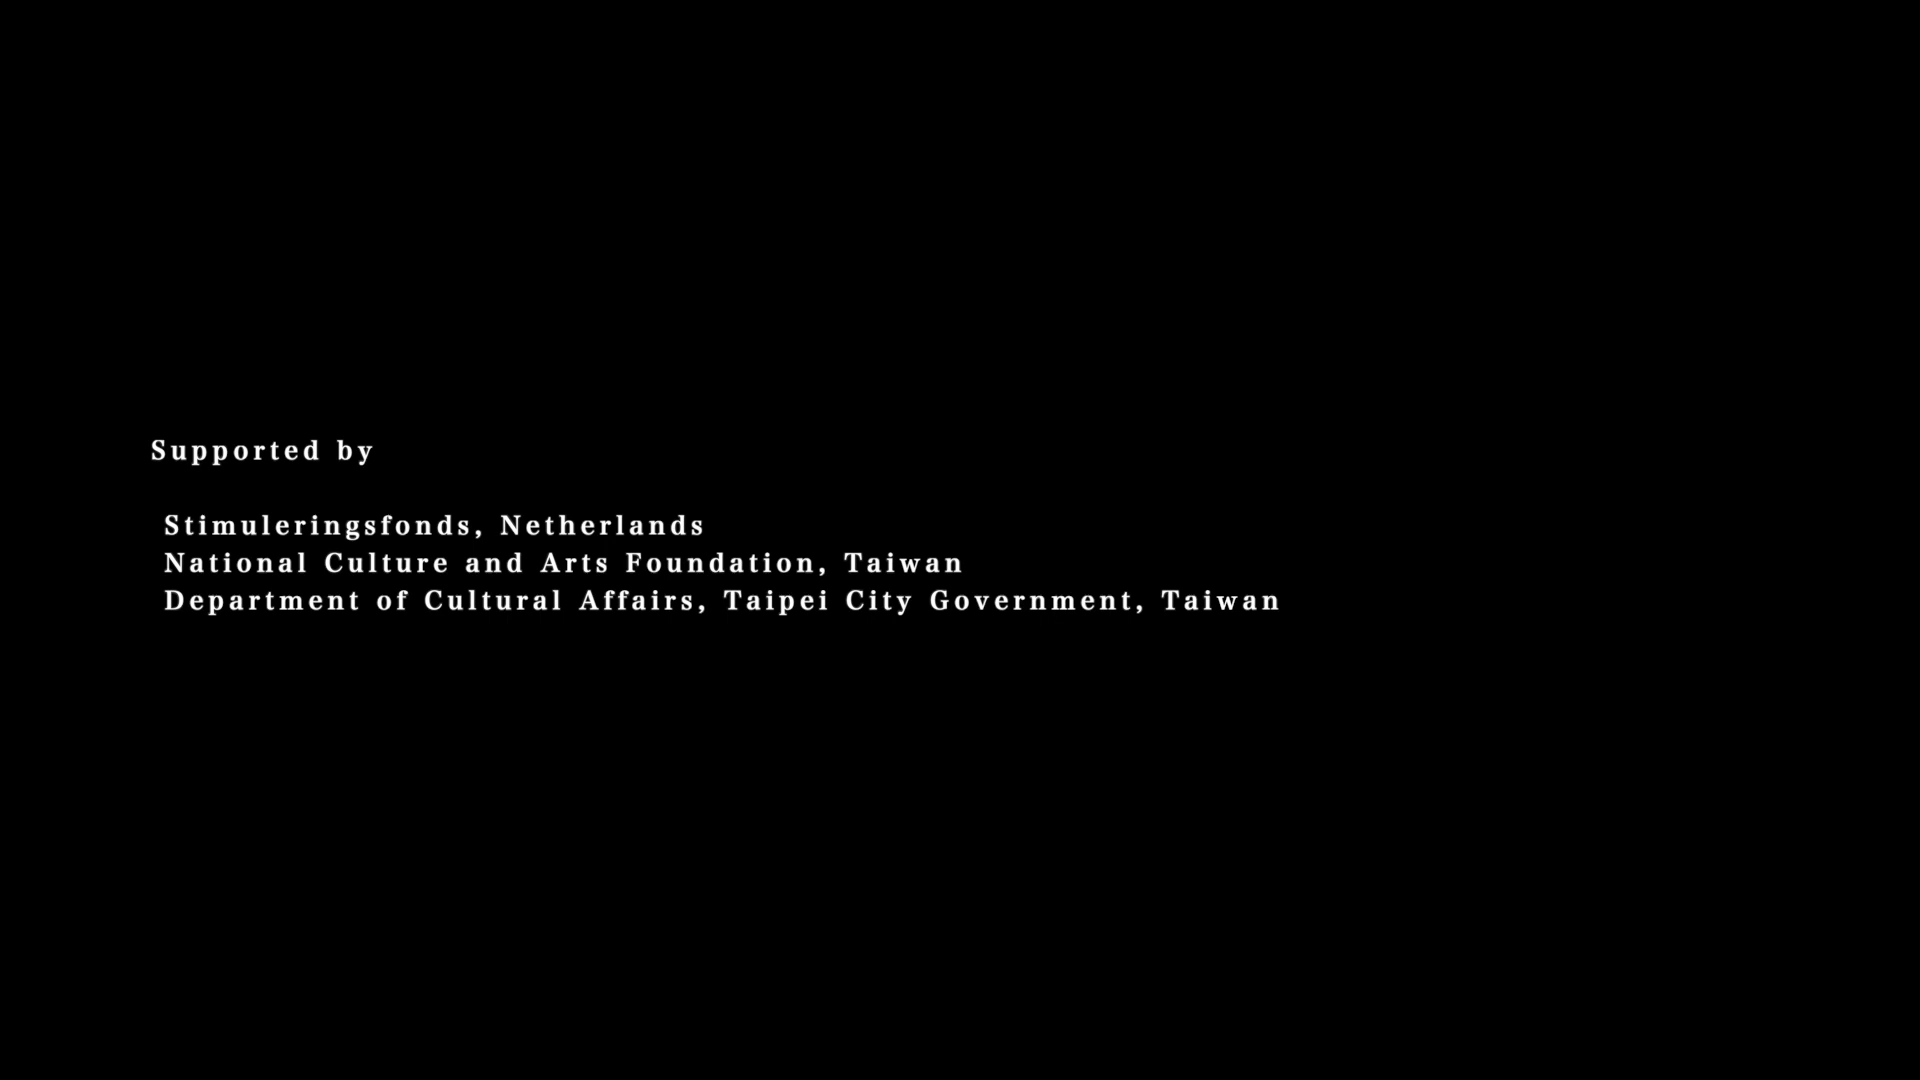 Supported by
Stimuleringsfonds, Netherlands
National Culture and Arts Foundation, Taiwan
Department of Cultural Affairs, Taipei City Government, Taiwan